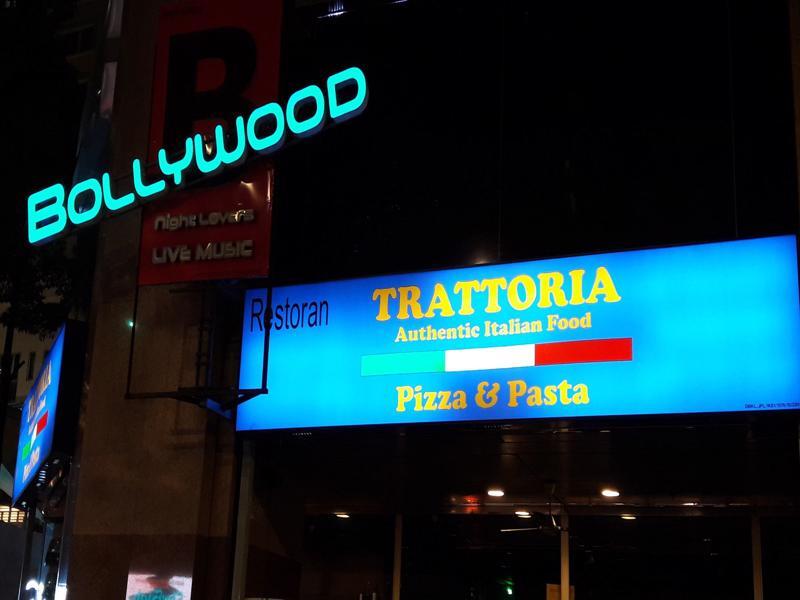 B
BOLLYWOOD
Night Lovers
LIVE MUSIC
Restoran
TRATTORIA
Authentic Italian Food
Pizza & Pasta